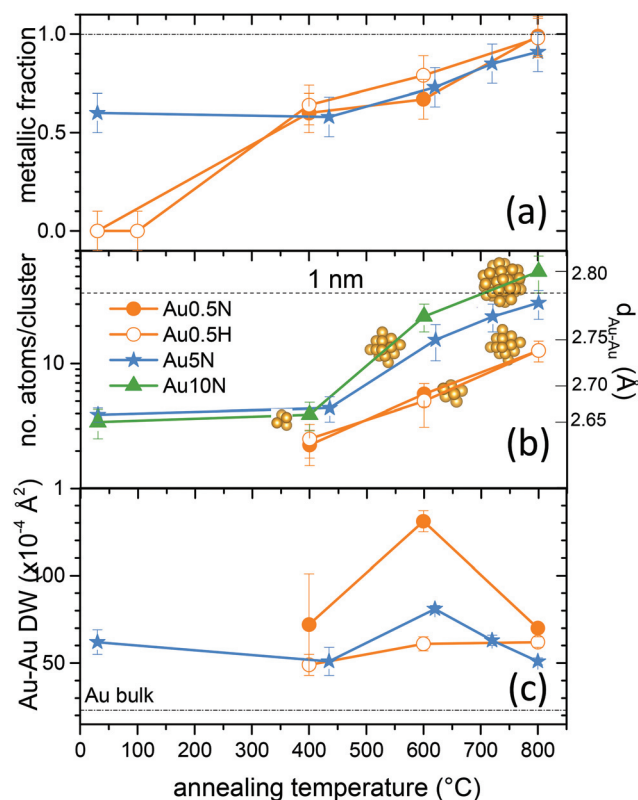 1.0
0.5
0.0
metallic fraction
(a)
1 nm
Au0.5N
Au0.5H
Au5N
Au10N
10
1
no. atoms/cluster
2.80
2.75
2.70
2.65
d Au-Au (Å)
(b)
100
50
Au-Au DW (x10⁻⁴ Å²)
Au bulk
(c)
0 100 200 300 400 500 600 700 800
annealing temperature (°C)